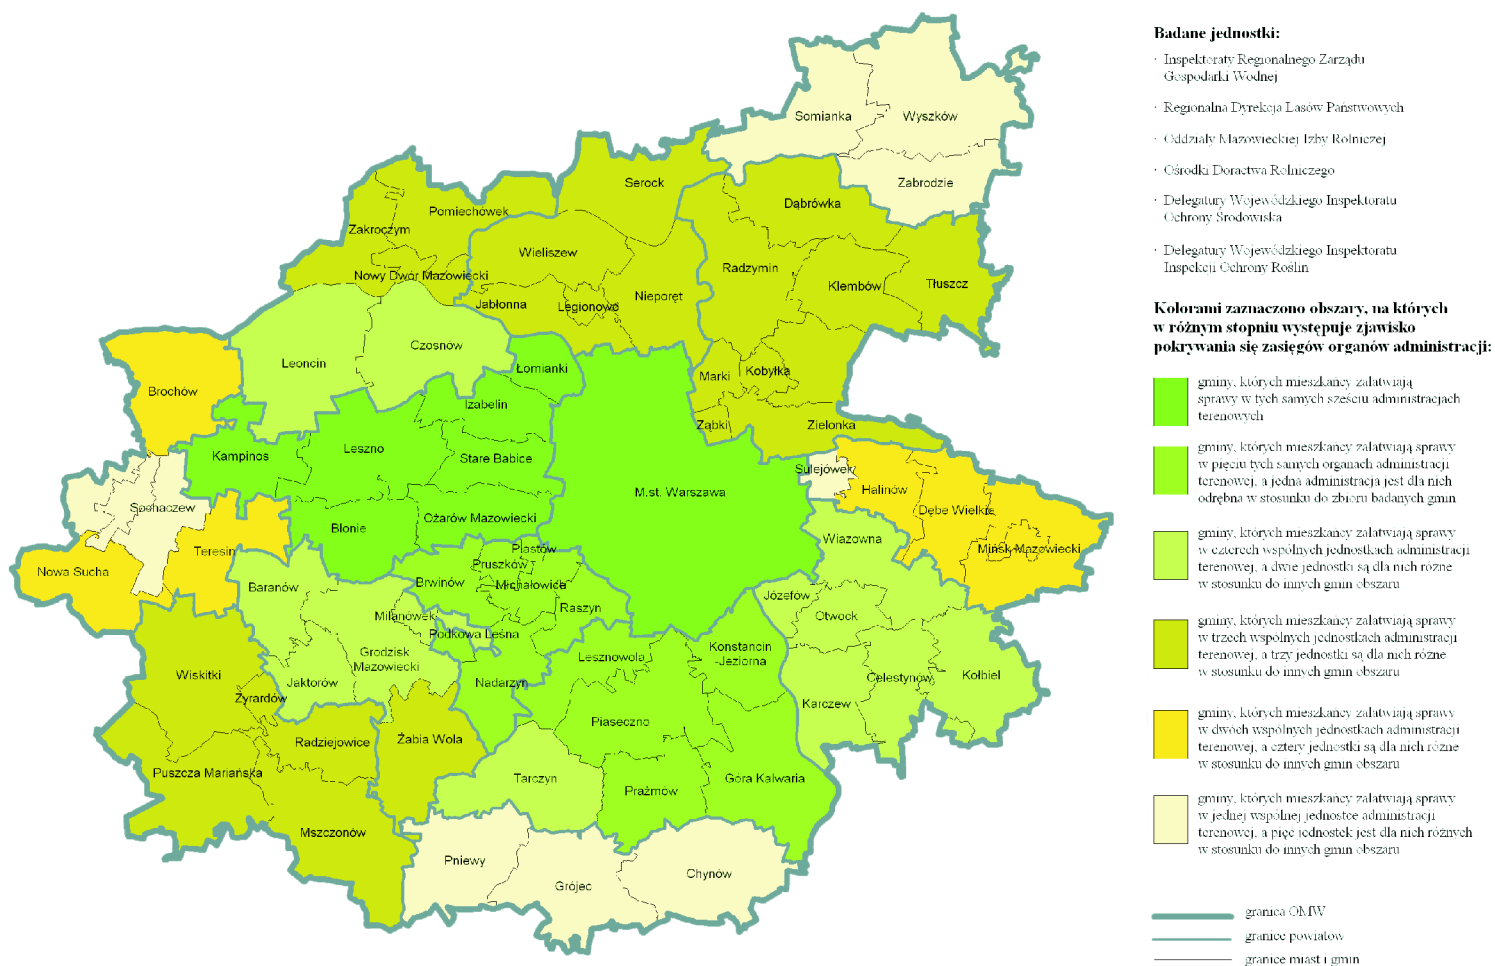 Badane jednostki:
· Inspektoraty Regionalnego Zarządu
Gospodarki Wodnej
· Regionalna Dyrekcja Lasów Państwowych
· Oddziały Mazowieckiej Izby Rolniczej
· Ośrodki Doractwa Rolniczego
· Delegatury Wojewódzkiego Inspektoratu
Ochrony Środowiska
· Delegatury Wojewódzkiego Inspektoratu
Inspekcji Ochrony Roślin
Kolorami zaznaczono obszary, na których
w różnym stopniu występuje zjawisko
pokrywania się zasięgów organów administracji:
gminy, których mieszkańcy załatwiają
sprawy w tych samych sześciu administracjach
terenowych
gminy, których mieszkańcy załatwiają sprawy
w pięciu tych samych organach administracji
terenowej, a jedna administracja jest dla nich
odrębna w stosunku do zbioru badanych gmin
gminy, których mieszkańcy załatwiają sprawy
w czterech wspólnych jednostkach administracji
terenowej, a dwie jednostki są dla nich różne
w stosunku do innych gmin obszaru
gminy, których mieszkańcy załatwiają sprawy
w trzech wspólnych jednostkach administracji
terenowej, a trzy jednostki są dla nich różne
w stosunku do innych gmin obszaru
gminy, których mieszkańcy załatwiają sprawy
w dwóch wspólnych jednostkach administracji
terenowej, a cztery jednostki są dla nich różne
w stosunku do innych gmin obszaru
gminy, których mieszkańcy załatwiają sprawy
w jednej wspólnej jednostce administracji
terenowej, a pięć jednostek jest dla nich różnych
w stosunku do innych gmin obszaru
granica OMW
granice powiatów
granice miast i gmin
Somianka
Wyszków
Zabrodzie
Serock
Dąbrówka
Pomiechówek
Zakroczym
Wieliszew
Nowy Dwór Mazowiecki
Radzymin
Klembów
Tłuszcz
Jabłonna
Legionowo
Nieporęt
Leoncin
Czosnów
Łomianki
Marki
Kobyłka
Brochów
Izabelin
Ząbki
Zielonka
Kampinos
Leszno
Stare Babice
Sulejówek
Halinów
M.st. Warszawa
Sochaczew
Błonie
Ożarów Mazowiecki
Dębe Wielkie
Wiazowna
Mińsk Mazowiecki
Teresin
Piastów
Pruszków
Nowa Sucha
Baranów
Brwinów
Michałowice
Józefów
Raszyn
Milanówek
Otwock
Podkowa Leśna
Grodzisk
Mazowiecki
Lesznowola
Konstancin
-Jeziorna
Wiskitki
Jaktorów
Nadarzyn
Celestynów
Kołbiel
Żyrardów
Karczew
Piaseczno
Radziejowice
Żabia Wola
Puszcza Mariańska
Tarczyn
Prażmów
Góra Kalwaria
Mszczonów
Pniewy
Grójec
Chynów